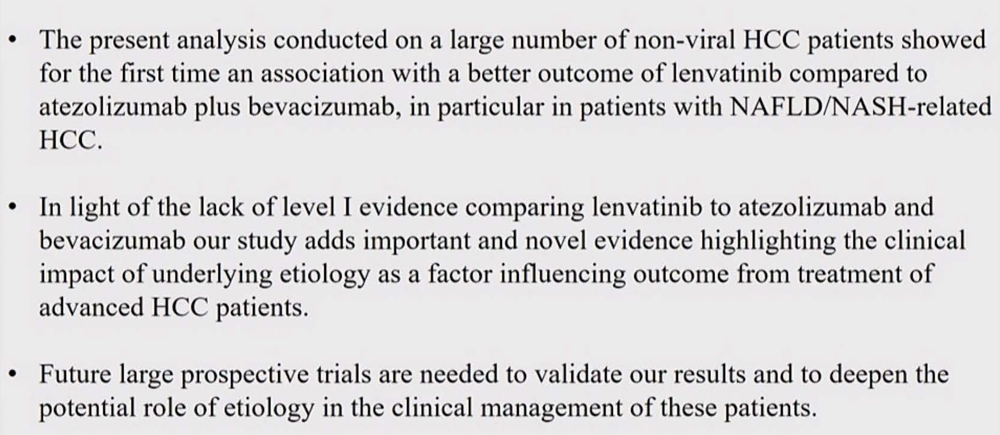 • The present analysis conducted on a large number of non-viral HCC patients showed
for the first time an association with a better outcome of lenvatinib compared to
atezolizumab plus bevacizumab, in particular in patients with NAFLD/NASH-related
HCC.
• In light of the lack of level I evidence comparing lenvatinib to atezolizumab and
bevacizumab our study adds important and novel evidence highlighting the clinical
impact of underlying etiology as a factor influencing outcome from treatment of
advanced HCC patients.
• Future large prospective trials are needed to validate our results and to deepen the
potential role of etiology in the clinical management of these patients.